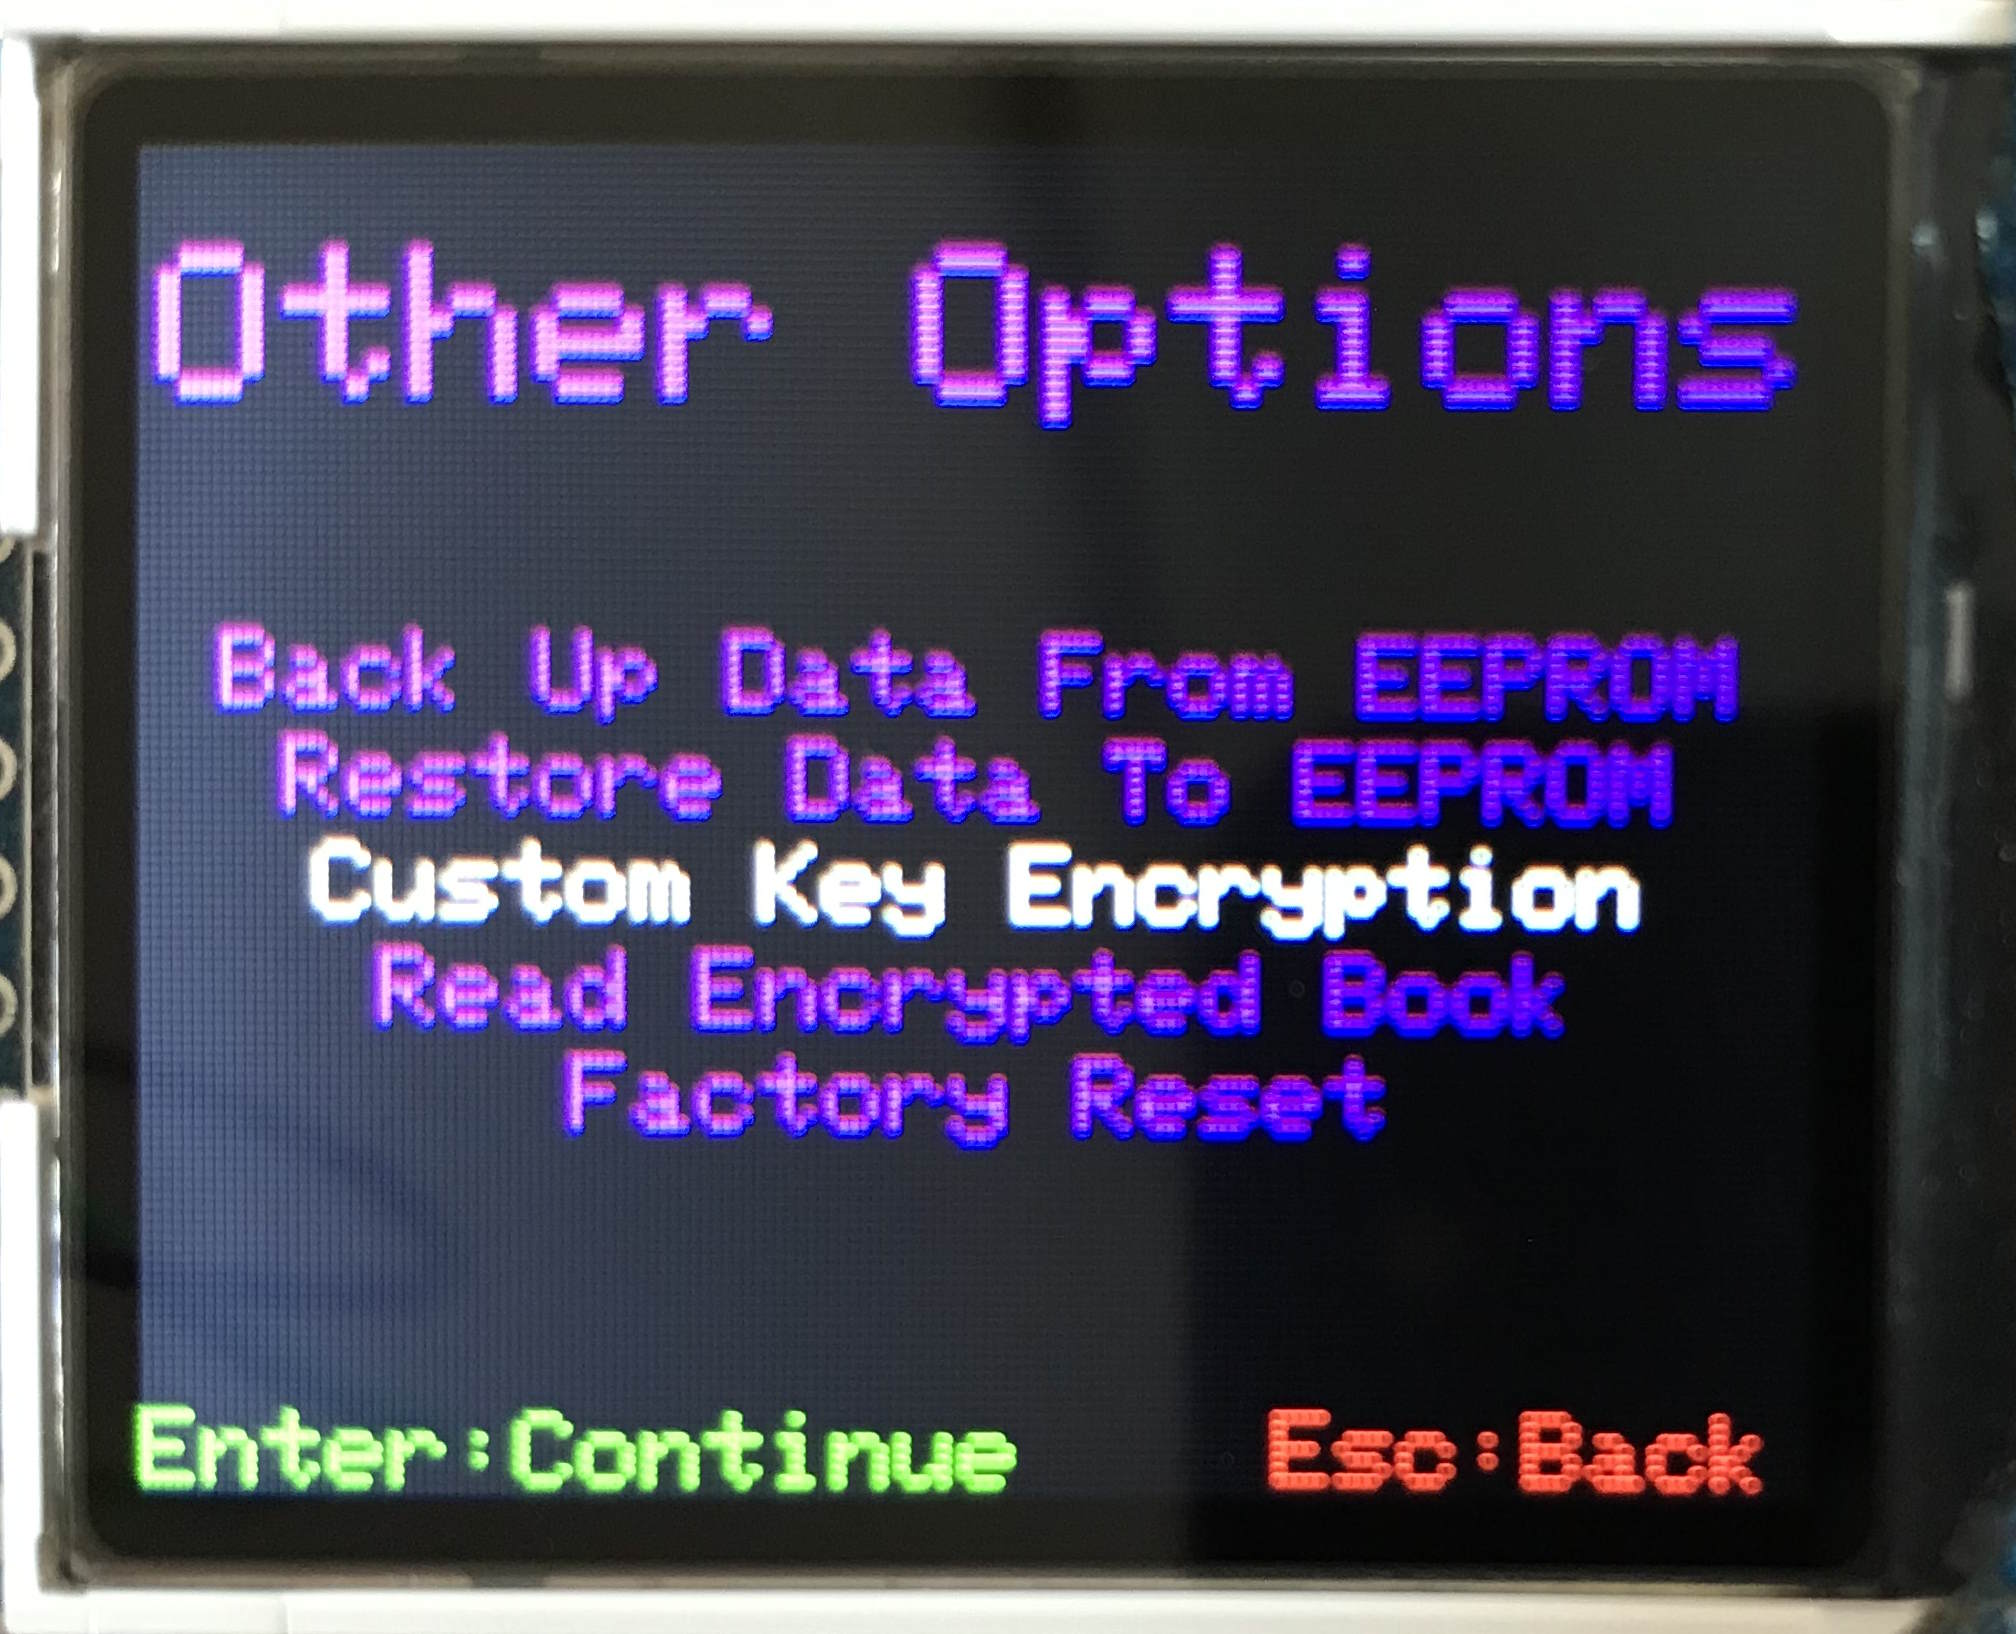 Other Options
Back Up Data From EEPROM
Restore Data To EEPROM
Custom Key Encryption
Read Encrypted Book
Factory Reset
Enter:Continue Esc:Back